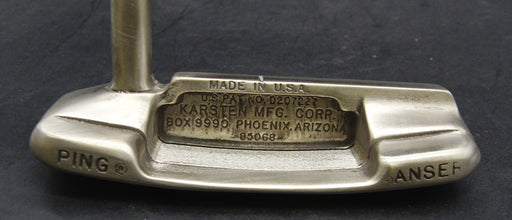 MADE IN U.S.A.
U.S. PAT. NO. D207227
KARSTEN MFG. CORP.
BOX 9990, PHOENIX, ARIZONA
85068
PING® ANSER